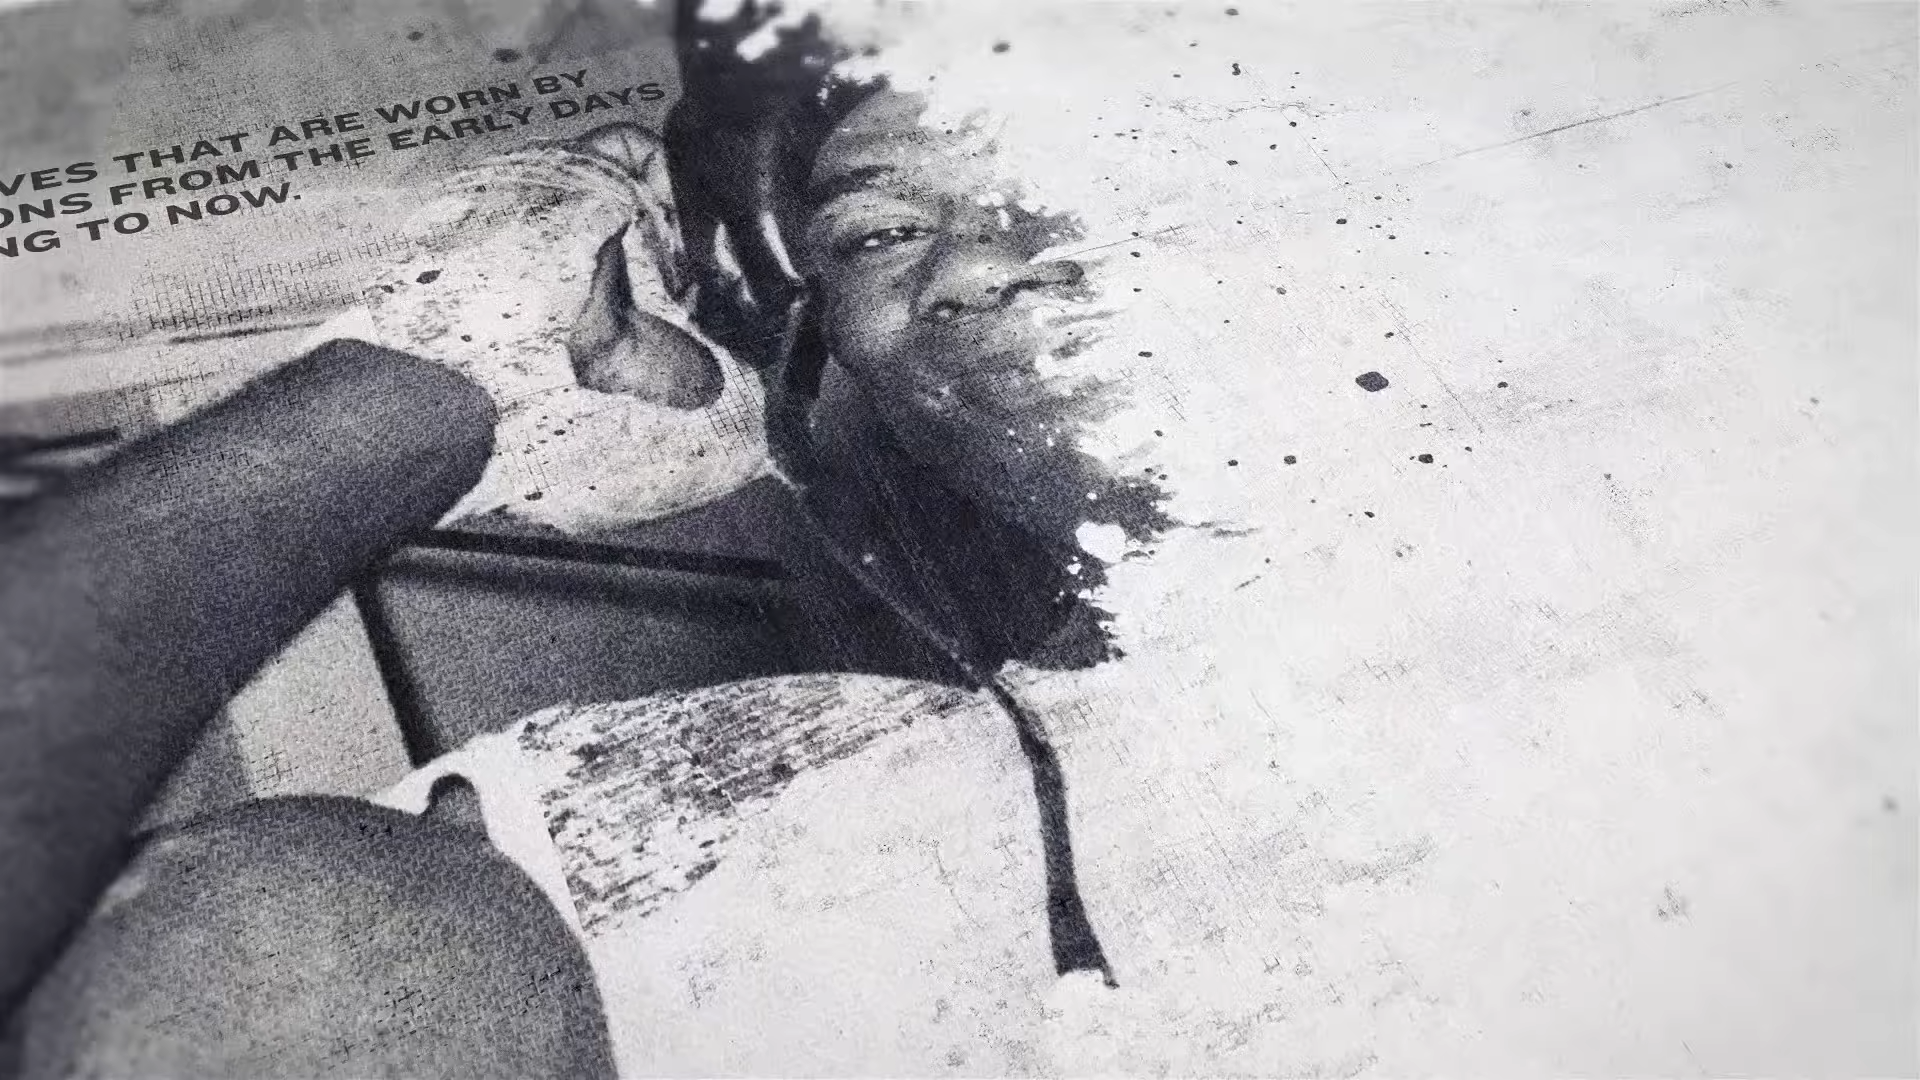 VES THAT ARE WORN BY
ONS FROM THE EARLY DAYS
NG TO NOW.